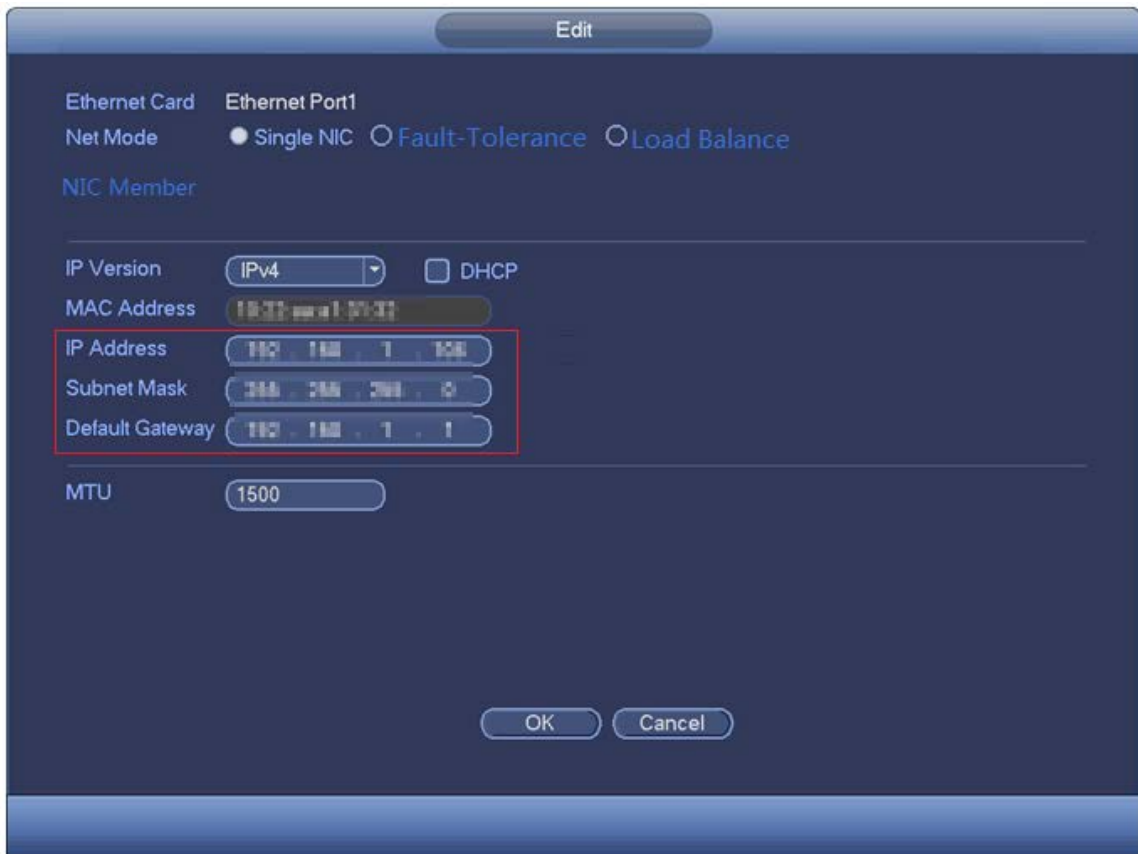 Edit
Ethernet Card Ethernet Port1
Net Mode Single NIC Fault-Tolerance Load Balance
NIC Member
IP Version IPv4 DHCP
MAC Address
IP Address
Subnet Mask
Default Gateway
MTU 1500
OK Cancel